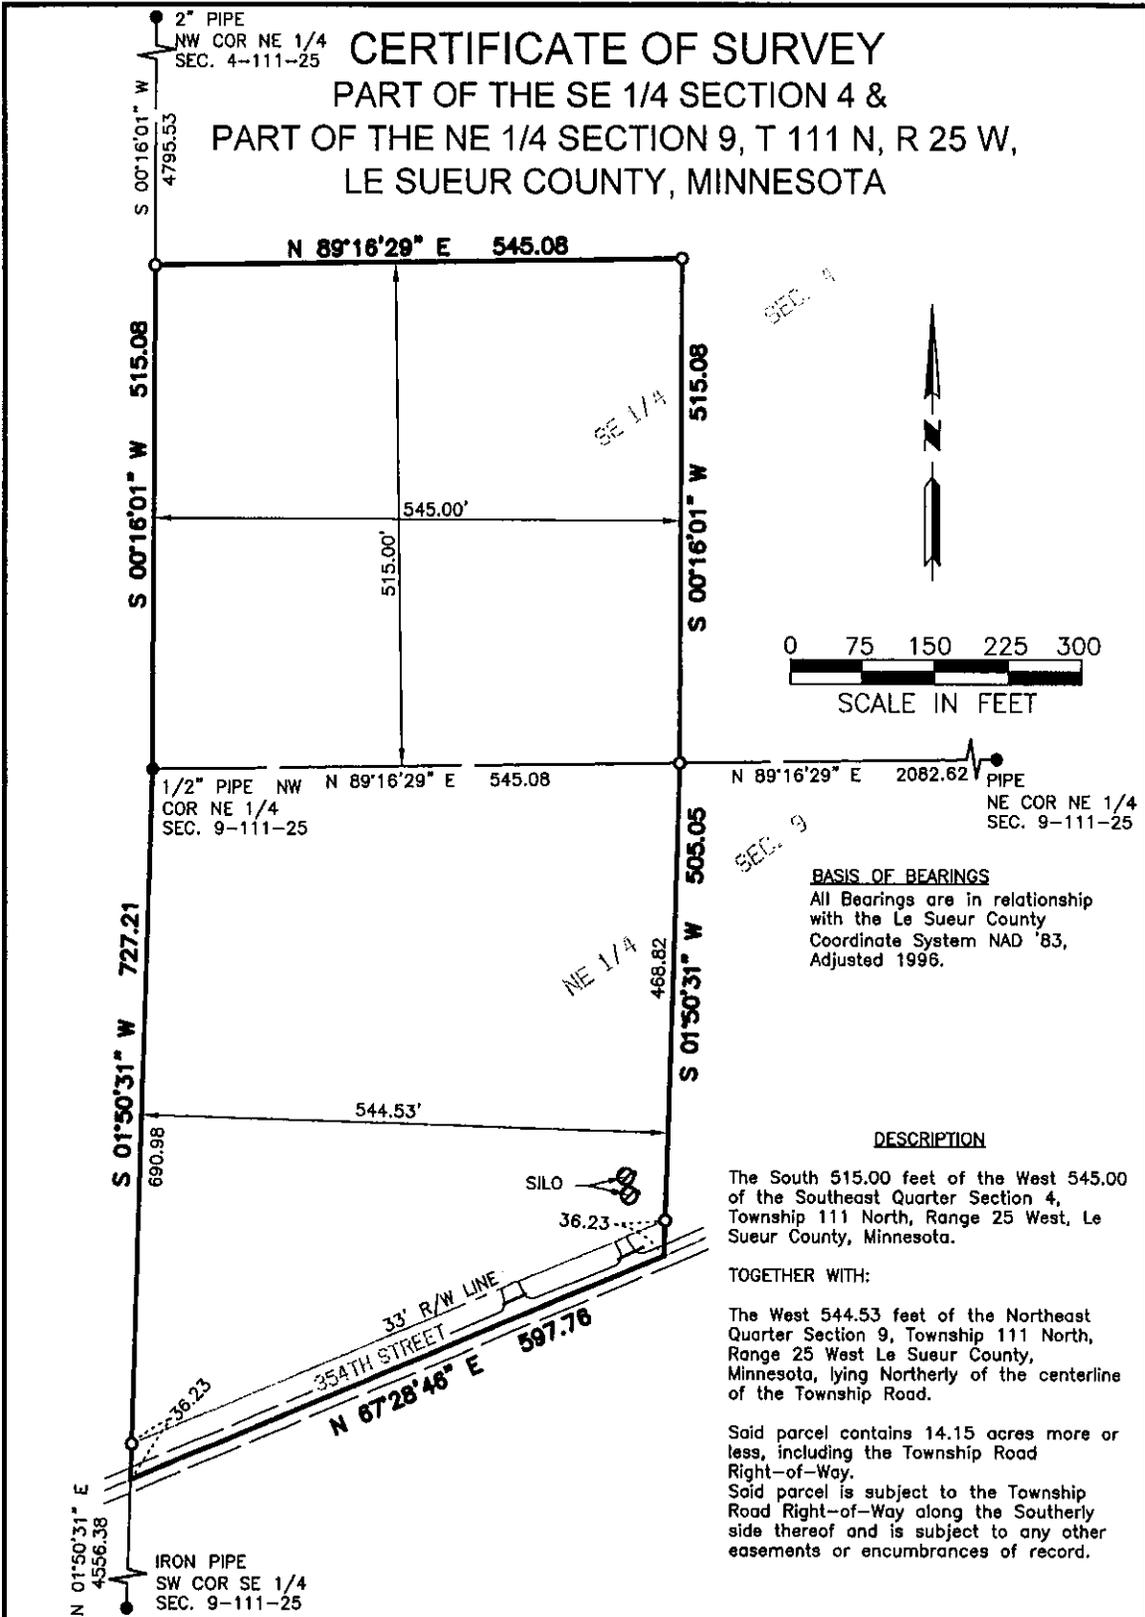 2" PIPE
NW COR NE 1/4
SEC. 4-111-25
CERTIFICATE OF SURVEY
PART OF THE SE 1/4 SECTION 4 &
PART OF THE NE 1/4 SECTION 9, T 111 N, R 25 W,
LE SUEUR COUNTY, MINNESOTA
S 00°16'01" W
4795.53
N 89°16'29" E 545.08
SEC. 4
S 00°16'01" W 515.08
SE 1/4
S 00°16'01" W 515.08
N
545.00'
515.00'
0 75 150 225 300
SCALE IN FEET
1/2" PIPE NW
COR NE 1/4
SEC. 9-111-25
N 89°16'29" E 545.08
N 89°16'29" E 2082.62
PIPE
NE COR NE 1/4
SEC. 9-111-25
SEC. 9
BASIS OF BEARINGS
All Bearings are in relationship
with the Le Sueur County
Coordinate System NAD '83,
Adjusted 1996.
S 01°50'31" W 727.21
NE 1/4
468.82
S 01°50'31" W 505.05
544.53'
690.98
SILO
36.23
33' R/W LINE
354TH STREET
N 67°28'46" E 597.76
36.23
N 01°50'31" E
4556.38
IRON PIPE
SW COR SE 1/4
SEC. 9-111-25
DESCRIPTION
The South 515.00 feet of the West 545.00
of the Southeast Quarter Section 4,
Township 111 North, Range 25 West, Le
Sueur County, Minnesota.
TOGETHER WITH:
The West 544.53 feet of the Northeast
Quarter Section 9, Township 111 North,
Range 25 West Le Sueur County,
Minnesota, lying Northerly of the centerline
of the Township Road.
Said parcel contains 14.15 acres more or
less, including the Township Road
Right-of-Way.
Said parcel is subject to the Township
Road Right-of-Way along the Southerly
side thereof and is subject to any other
easements or encumbrances of record.